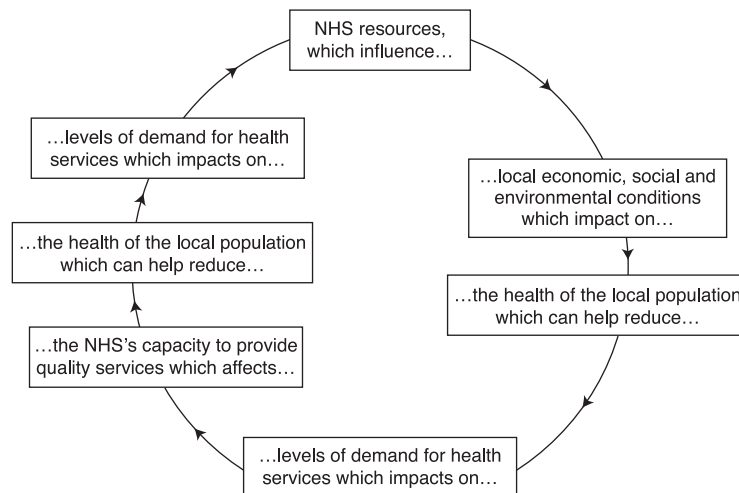 NHS resources,
which influence…
…local economic, social and
environmental conditions
which impact on…
…the health of the local population
which can help reduce…
…levels of demand for health
services which impacts on…
…the NHS’s capacity to provide
quality services which affects…
…the health of the local population
which can help reduce…
…levels of demand for health
services which impacts on…